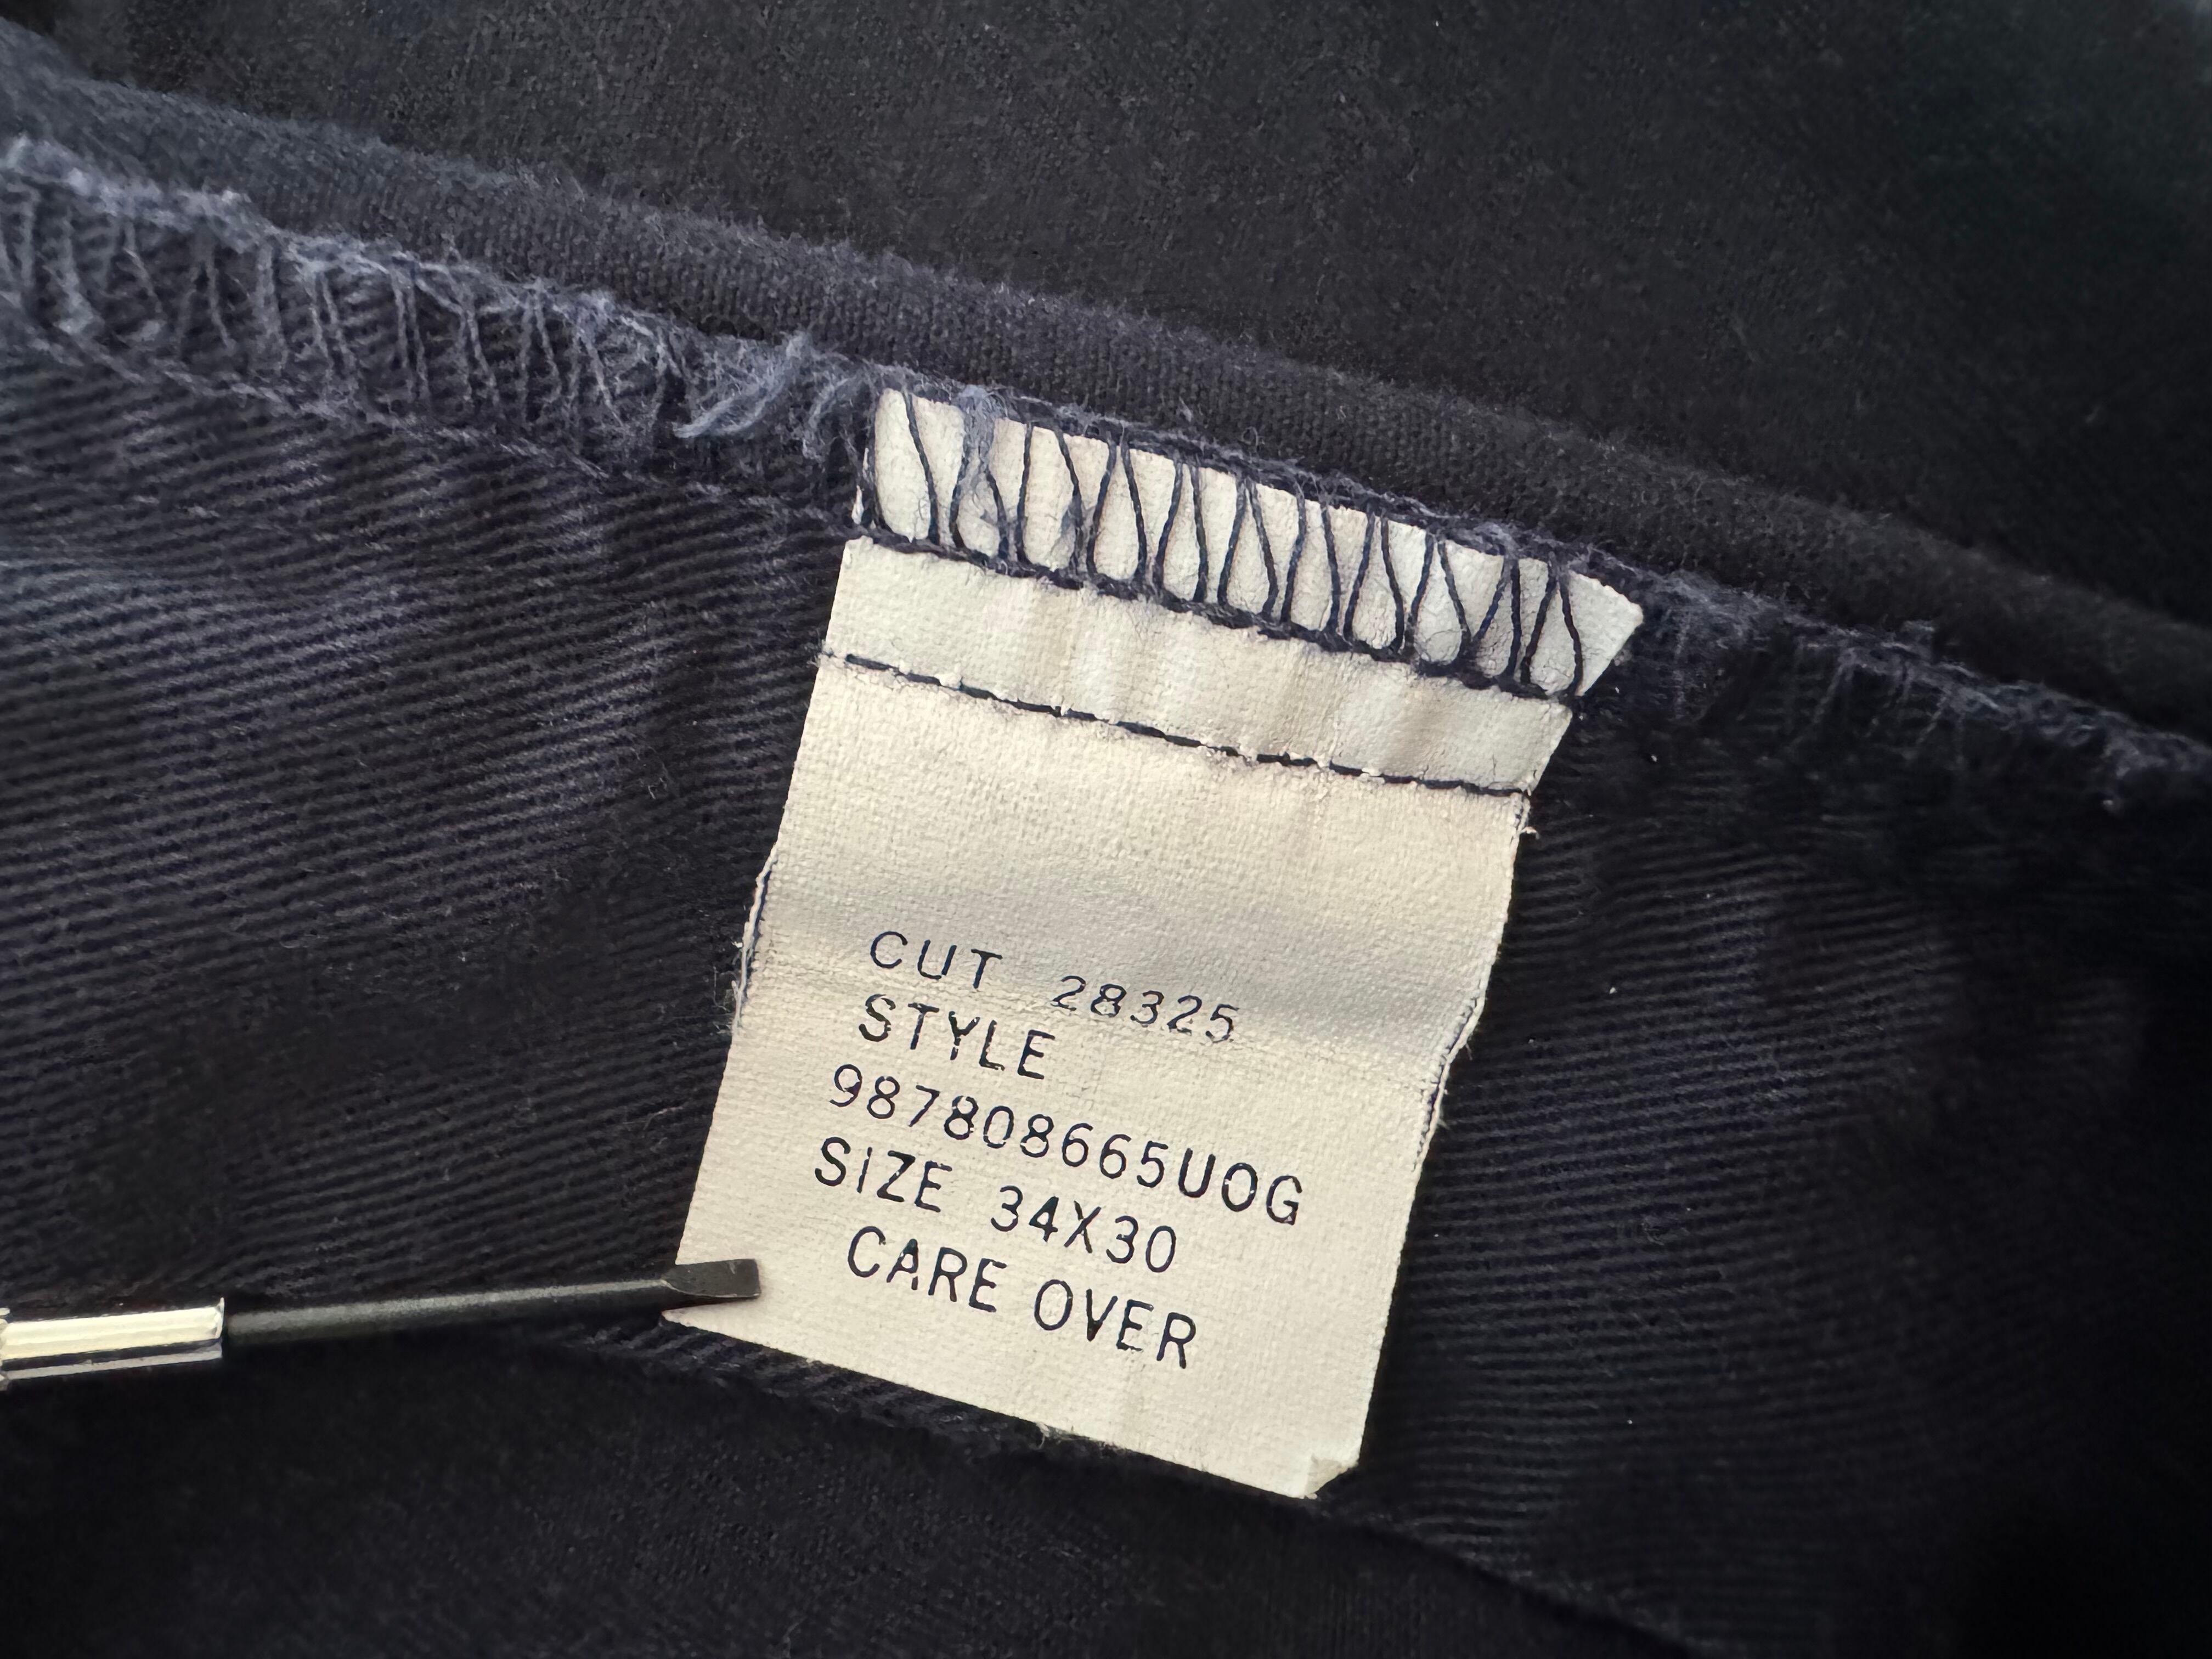 CUT 28325
STYLE
987808665UOG
SIZE 34X30
CARE OVER